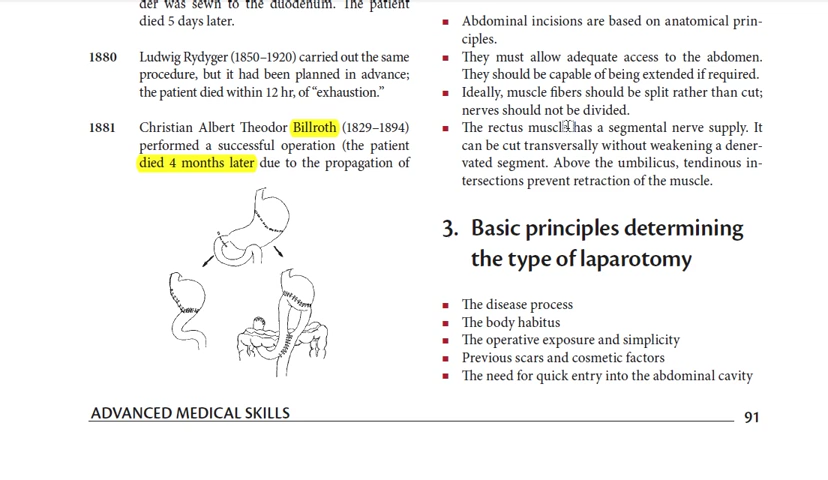 der was sewn to the duodenum. The patient
died 5 days later.
1880 Ludwig Rydyger (1850–1920) carried out the same
procedure, but it had been planned in advance;
the patient died within 12 hr, of “exhaustion.”
1881 Christian Albert Theodor Billroth (1829–1894)
performed a successful operation (the patient
died 4 months later due to the propagation of
■ Abdominal incisions are based on anatomical prin-
ciples.
■ They must allow adequate access to the abdomen.
They should be capable of being extended if required.
■ Ideally, muscle fibers should be split rather than cut;
nerves should not be divided.
■ The rectus muscle has a segmental nerve supply. It
can be cut transversally without weakening a dener-
vated segment. Above the umbilicus, tendinous in-
tersections prevent retraction of the muscle.
3. Basic principles determining
the type of laparotomy
■ The disease process
■ The body habitus
■ The operative exposure and simplicity
■ Previous scars and cosmetic factors
■ The need for quick entry into the abdominal cavity
ADVANCED MEDICAL SKILLS 91